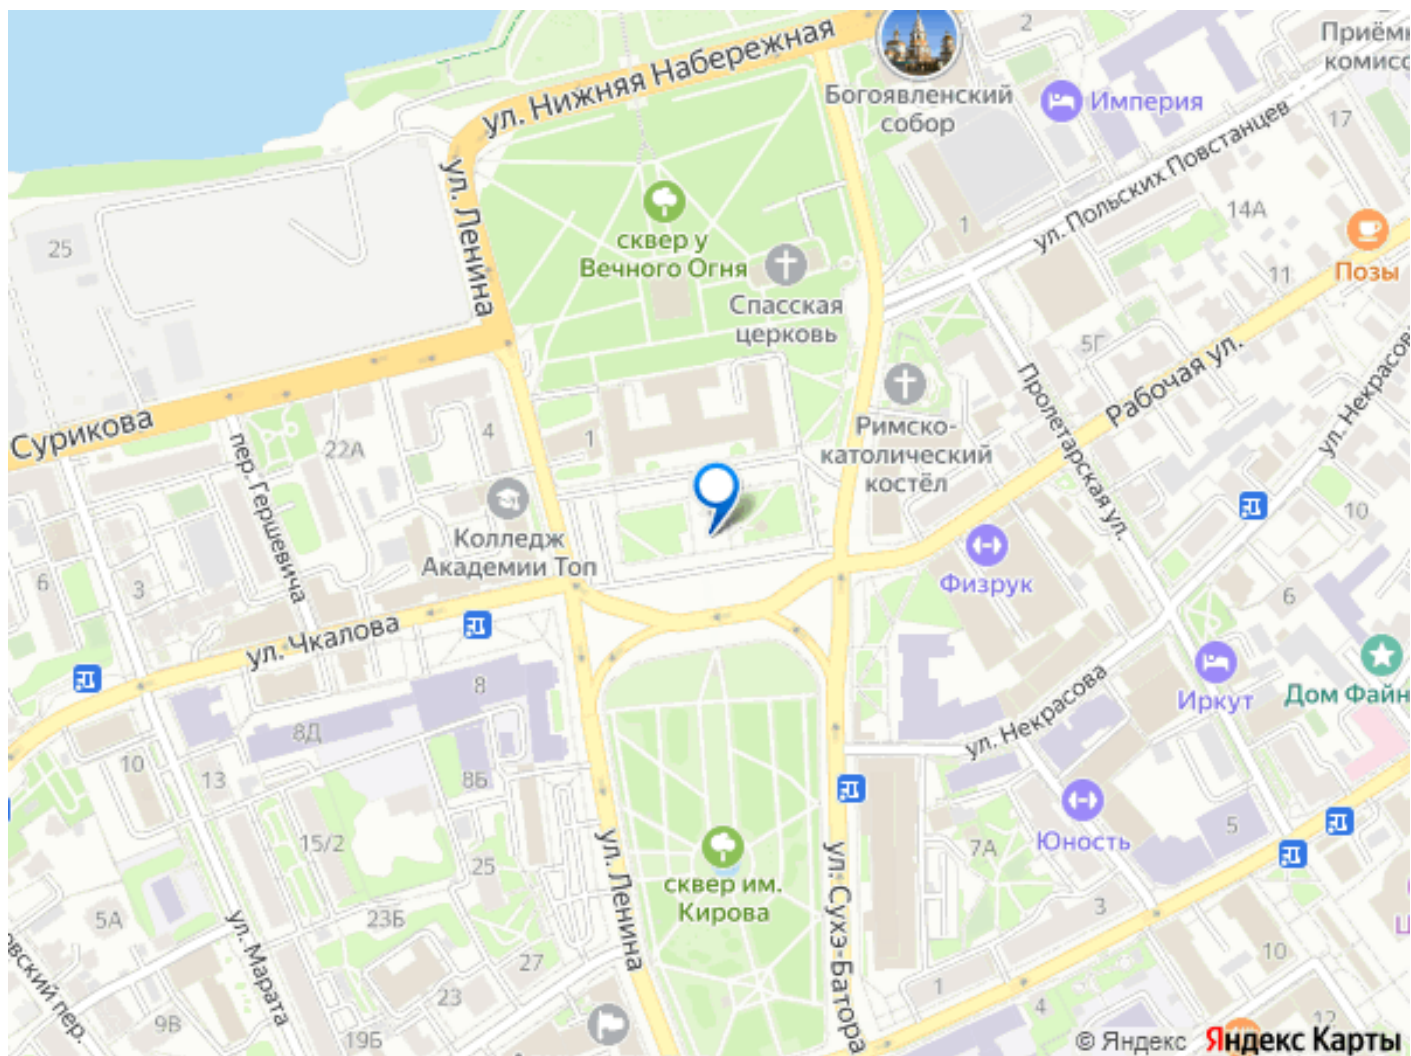 2
Приёмн
комисс
ул. Нижняя Набережная
Богоявленский
собор
Империя
17
ул. Польских Повстанцев
ул. Ленина
14А
25
1
сквер у
Вечного Огня
Позы
11
Спасская
церковь
5Г
Рабочая ул.
ул. Некрасова
Пролетарская ул.
Сурикова
22А
4
1
Римско-
католический
костёл
пер. Гершевича
10
Колледж
Академии Топ
6
3
Физрук
6
ул. Чкалова
8
Иркут
Дом Файн
8Д
ул. Некрасова
10
13
8Б
Юность
5
15/2
7А
25
ул. Ленина
ул. Сухэ-Батора
сквер им.
Кирова
5А
23Б
3
ул. Марата
Ц
овский пер.
27
10
23
1
4
12
9В
19Б
© Яндекс Яндекс Карты